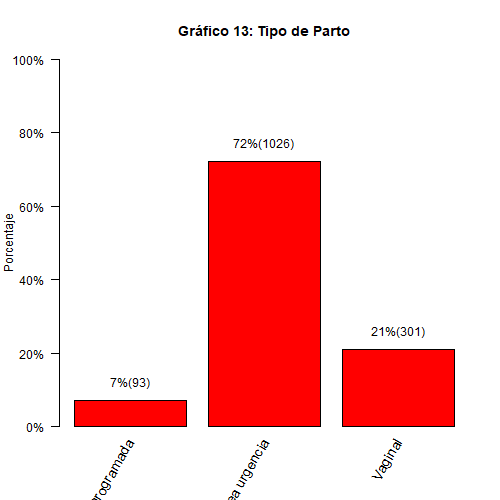 Gráfico 13: Tipo de Parto
Porcentaje
100%
80%
60%
40%
20%
0%
7%(93)
72%(1026)
21%(301)
urgencia
Vaginal